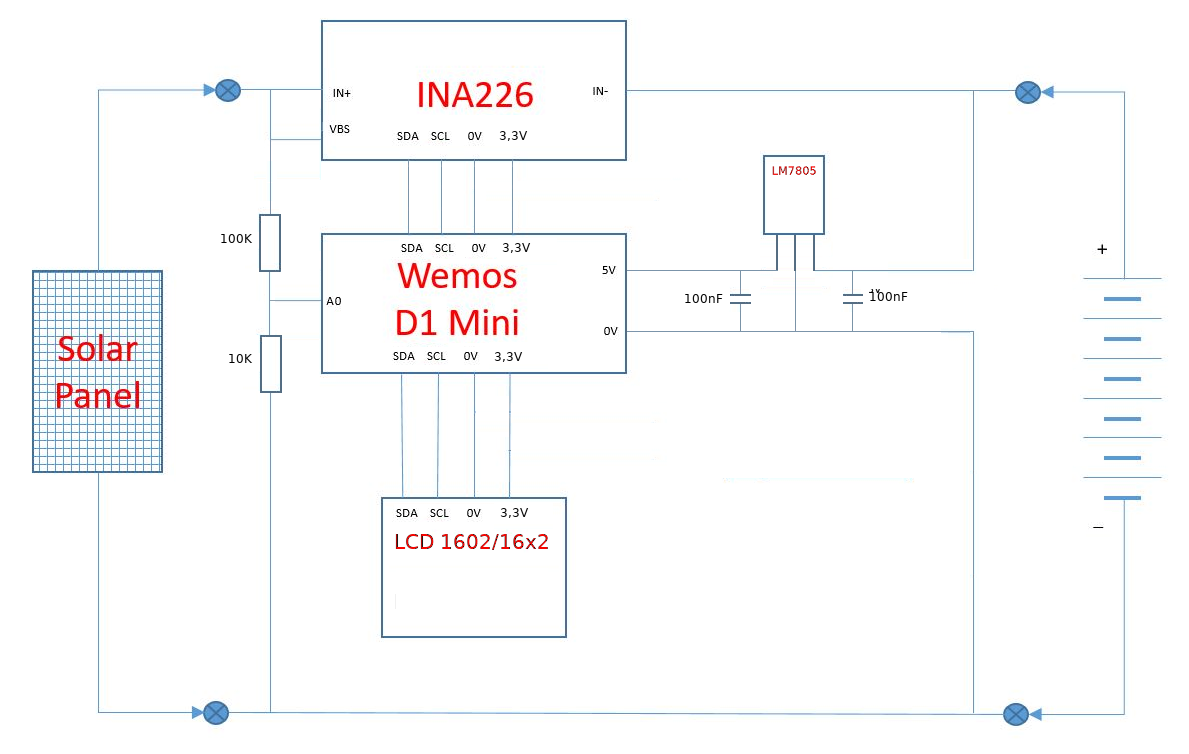 IN+
INA226
IN-
VBS
SDA SCL 0V 3,3V
LM7805
100K
SDA SCL 0V 3,3V
Wemos
D1 Mini
5V
A0
0V
SDA SCL 0V 3,3V
100nF
100nF
+
Solar
Panel
10K
SDA SCL 0V 3,3V
LCD 1602/16x2
−